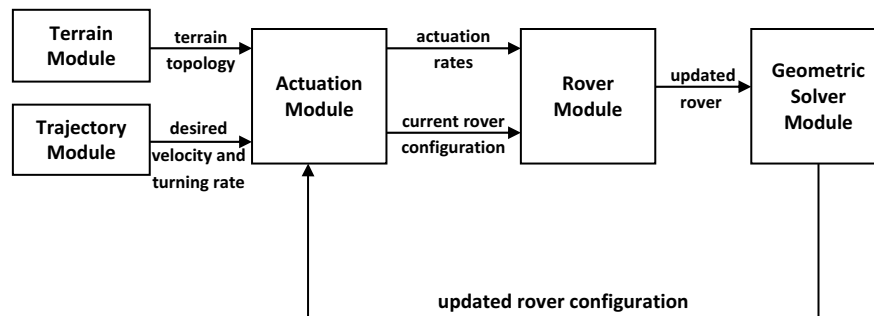 Terrain
Module
terrain
topology
Trajectory
Module
desired
velocity and
turning rate
Actuation
Module
actuation
rates
current rover
configuration
Rover
Module
updated
rover
Geometric
Solver
Module
updated rover configuration